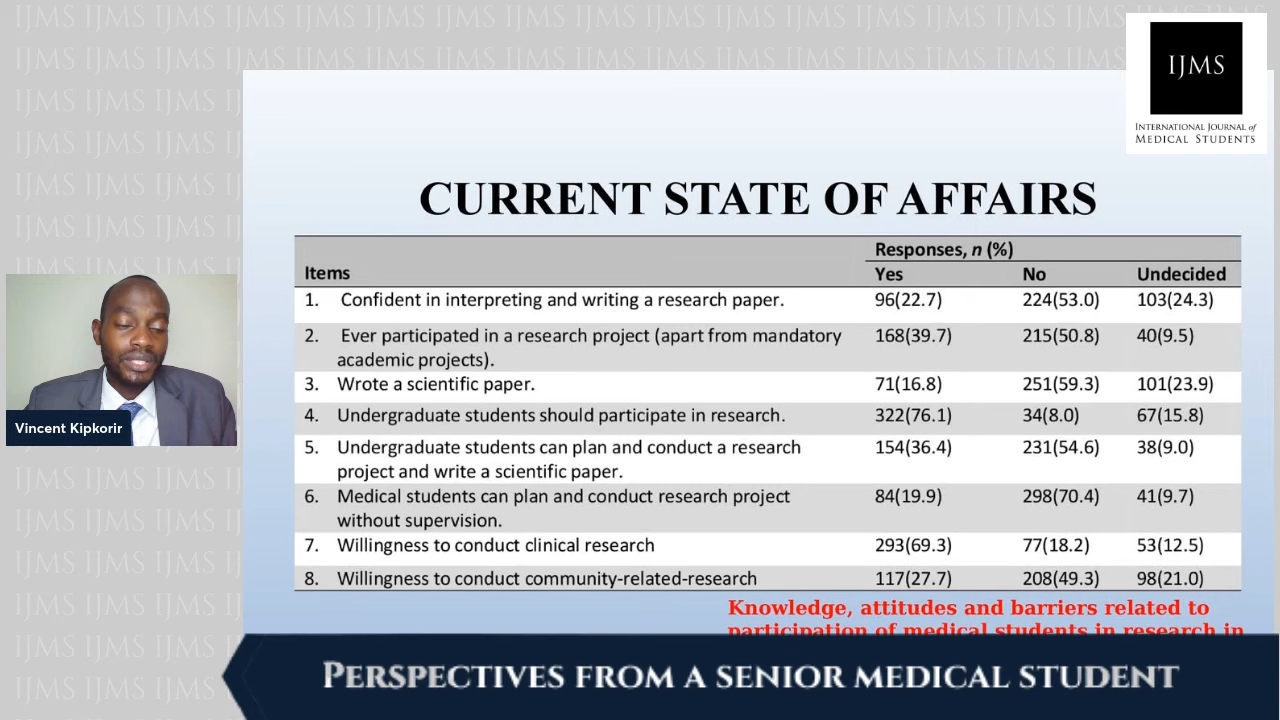 IJMS
INTERNATIONAL JOURNAL of
MEDICAL STUDENTS
CURRENT STATE OF AFFAIRS
Responses, n (%)
Items Yes No Undecided
1. Confident in interpreting and writing a research paper. 96(22.7) 224(53.0) 103(24.3)
2. Ever participated in a research project (apart from mandatory 168(39.7) 215(50.8) 40(9.5)
academic projects).
3. Wrote a scientific paper. 71(16.8) 251(59.3) 101(23.9)
4. Undergraduate students should participate in research. 322(76.1) 34(8.0) 67(15.8)
5. Undergraduate students can plan and conduct a research 154(36.4) 231(54.6) 38(9.0)
project and write a scientific paper.
6. Medical students can plan and conduct research project 84(19.9) 298(70.4) 41(9.7)
without supervision.
7. Willingness to conduct clinical research 293(69.3) 77(18.2) 53(12.5)
8. Willingness to conduct community-related-research 117(27.7) 208(49.3) 98(21.0)
Knowledge, attitudes and barriers related to
participation of medical students in research in
Vincent Kipkorir
PERSPECTIVES FROM A SENIOR MEDICAL STUDENT